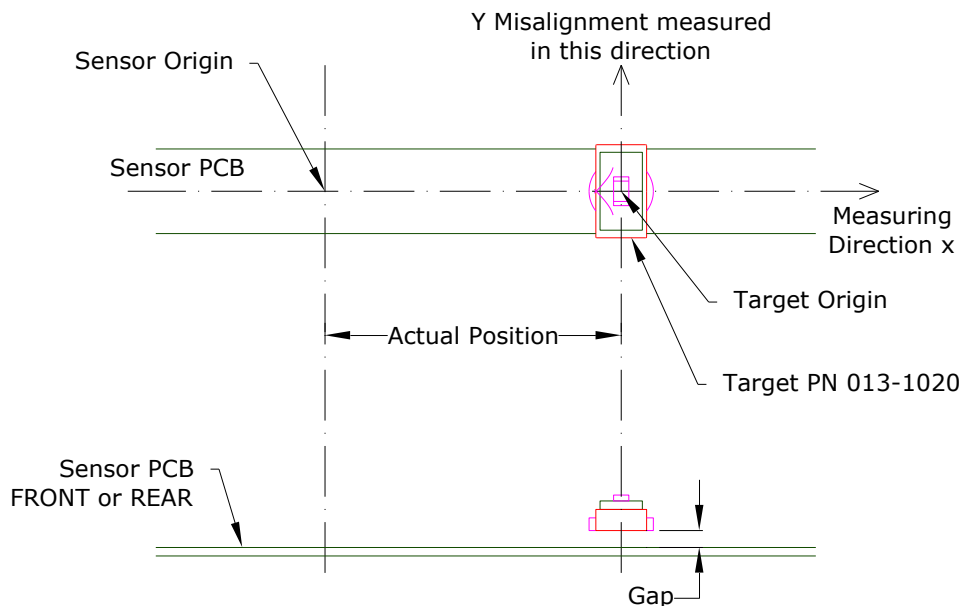 Y Misalignment measured
in this direction
Sensor Origin
Sensor PCB
Measuring
Direction x
Target Origin
Actual Position
Target PN 013-1020
Sensor PCB
FRONT or REAR
Gap